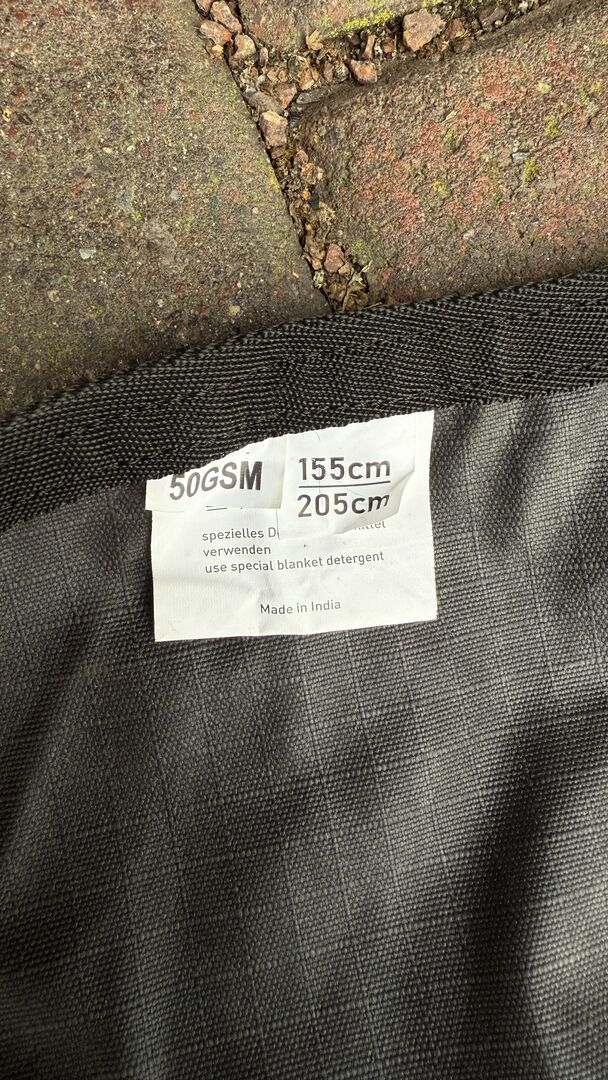 50GSM
155cm
205cm
spezielles
verwenden
use special blanket detergent
Made in India